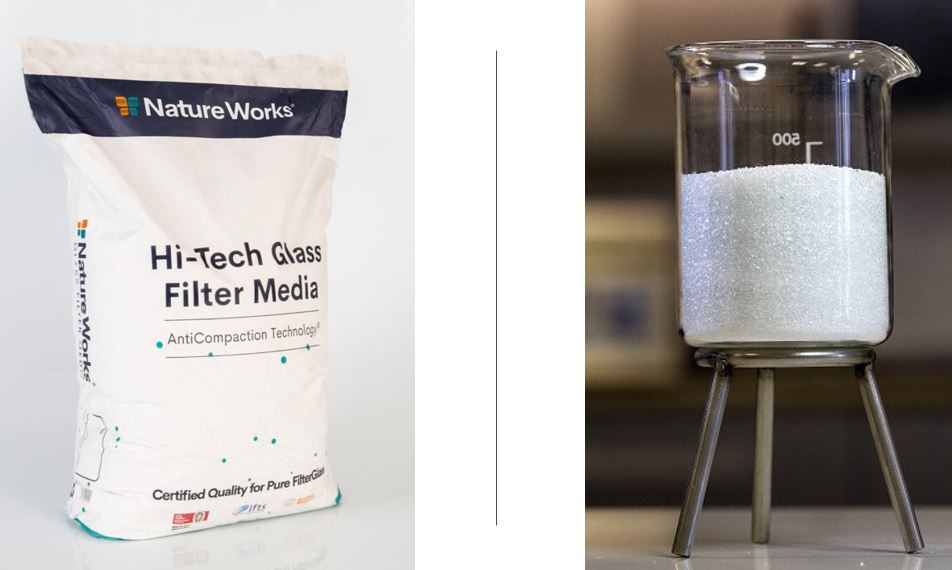 NatureWorks®
Hi-Tech Glass
Filter Media
AntiCompaction Technology®
NatureWorks
Certified Quality for Pure FilterGlass
ifts
500